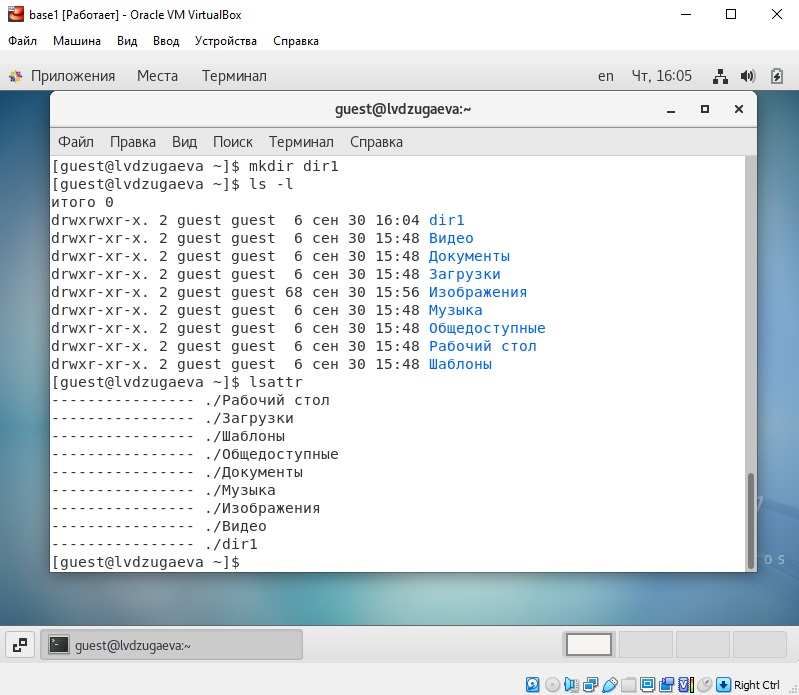 base1 [Работает] - Oracle VM VirtualBox
Файл Машина Вид Ввод Устройства Справка
Приложения Места Терминал en Чт, 16:05
guest@lvdzugaeva:~
Файл Правка Вид Поиск Терминал Справка
[guest@lvdzugaeva ~]$ mkdir dir1
[guest@lvdzugaeva ~]$ ls -l
итого 0
drwxrwxr-x. 2 guest guest  6 сен 30 16:04 dir1
drwxr-xr-x. 2 guest guest  6 сен 30 15:48 Видео
drwxr-xr-x. 2 guest guest  6 сен 30 15:48 Документы
drwxr-xr-x. 2 guest guest  6 сен 30 15:48 Загрузки
drwxr-xr-x. 2 guest guest 68 сен 30 15:56 Изображения
drwxr-xr-x. 2 guest guest  6 сен 30 15:48 Музыка
drwxr-xr-x. 2 guest guest  6 сен 30 15:48 Общедоступные
drwxr-xr-x. 2 guest guest  6 сен 30 15:48 Рабочий стол
drwxr-xr-x. 2 guest guest  6 сен 30 15:48 Шаблоны
[guest@lvdzugaeva ~]$ lsattr
---------------- ./Рабочий стол
---------------- ./Загрузки
---------------- ./Шаблоны
---------------- ./Общедоступные
---------------- ./Документы
---------------- ./Музыка
---------------- ./Изображения
---------------- ./Видео
---------------- ./dir1
[guest@lvdzugaeva ~]$
7
OS
guest@lvdzugaeva:~
Right Ctrl